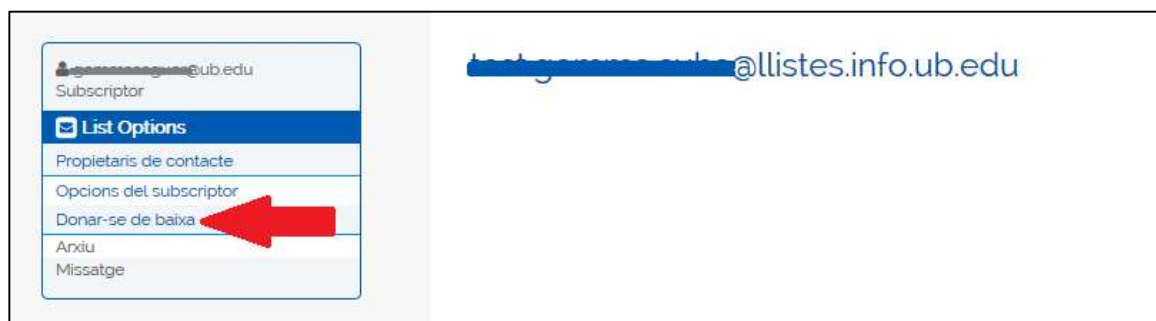 @ub.edu
Subscriptor
List Options
Propietaris de contacte
Opcions del subscriptor
Donar-se de baixa
Arxiu
Missatge
@llistes.info.ub.edu